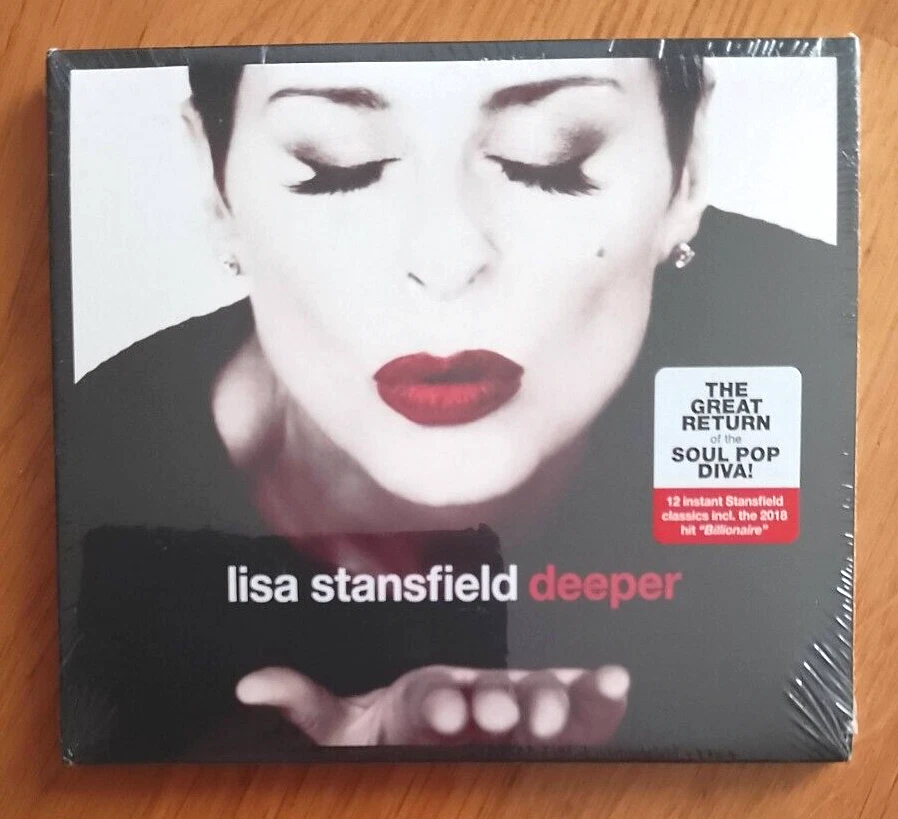 THE
GREAT
RETURN
of the
SOUL POP
DIVA!
12 instant Stansfield
classics incl. the 2018
hit "Billionaire"
lisa stansfield deeper